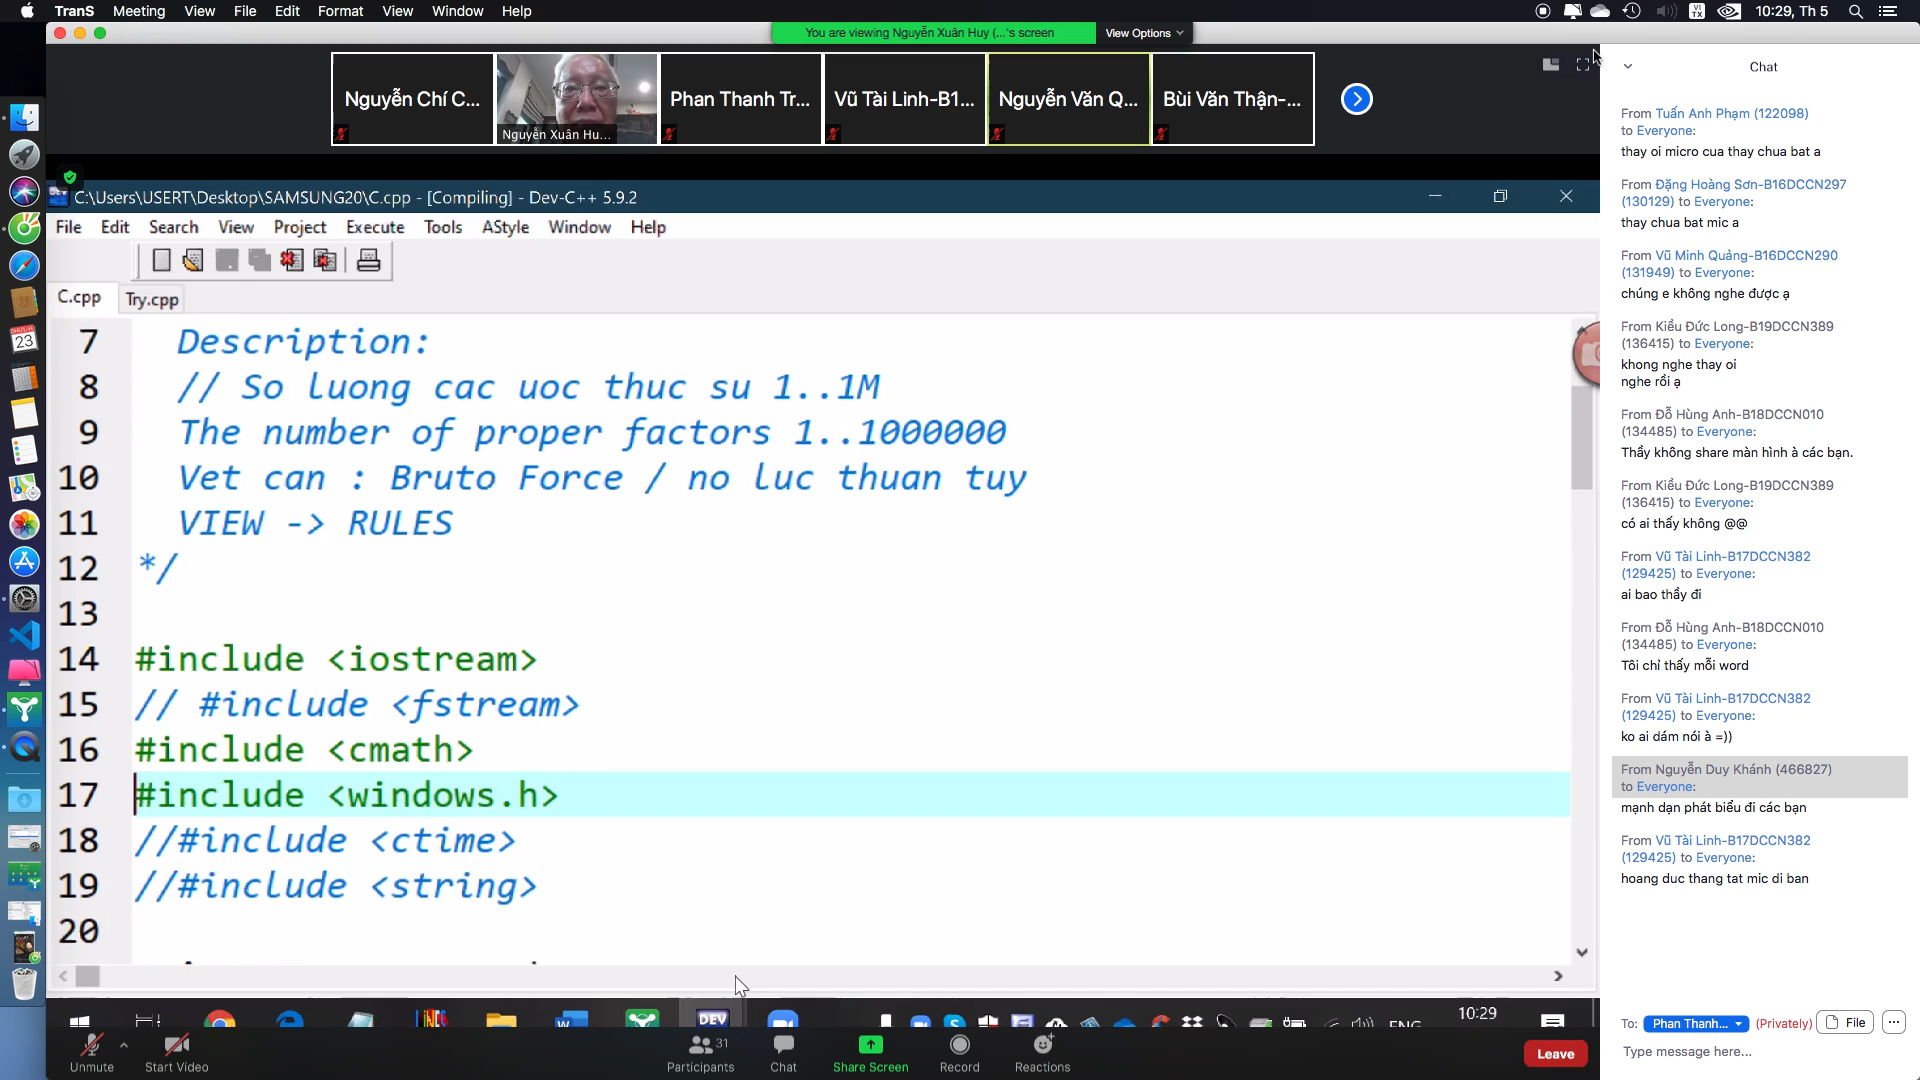 TransS Meeting View File Edit Format View Window Help
VI
TX
10:29, Th 5
You are viewing Nguyễn Xuân Huy (...'s screen
View Options
Nguyễn Chí C...
Nguyễn Xuân Hu...
Phan Thanh Tr...
Vũ Tài Linh-B1...
Nguyễn Văn Q...
Bùi Văn Thận-...
C:\Users\USERT\Desktop\SAMSUNG20\C.cpp - [Compiling] - Dev-C++ 5.9.2
File Edit Search View Project Execute Tools AStyle Window Help
C.cpp Try.cpp
7 Description:
8 // So luong cac uoc thuc su 1..1M
9 The number of proper factors 1..1000000
10 Vet can : Bruto Force / no luc thuan tuy
11 VIEW -> RULES
12 */
13
14 #include <iostream>
15 // #include <fstream>
16 #include <cmath>
17 #include <windows.h>
18 //#include <ctime>
19 //#include <string>
20
23
DEV
ENG
10:29
Unmute
Start Video
Participants
31
Chat
Share Screen
Record
Reactions
Leave
Chat
From Tuấn Anh Phạm (122098)
to Everyone:
thay oi micro cua thay chua bat a
From Đặng Hoàng Sơn-B16DCCN297
(130129) to Everyone:
thay chua bat mic a
From Vũ Minh Quảng-B16DCCN290
(131949) to Everyone:
chúng e không nghe được ạ
From Kiều Đức Long-B19DCCN389
(136415) to Everyone:
khong nghe thay oi
nghe rồi ạ
From Đỗ Hùng Anh-B18DCCN010
(134485) to Everyone:
Thầy không share màn hình à các bạn.
From Kiều Đức Long-B19DCCN389
(136415) to Everyone:
có ai thấy không @@
From Vũ Tài Linh-B17DCCN382
(129425) to Everyone:
ai bao thầy đi
From Đỗ Hùng Anh-B18DCCN010
(134485) to Everyone:
Tôi chỉ thấy mỗi word
From Vũ Tài Linh-B17DCCN382
(129425) to Everyone:
ko ai dám nói à =))
From Nguyễn Duy Khánh (466827)
to Everyone:
mạnh dạn phát biểu đi các bạn
From Vũ Tài Linh-B17DCCN382
(129425) to Everyone:
hoang duc thang tat mic di ban
To: Phan Thanh... (Privately) File
Type message here...